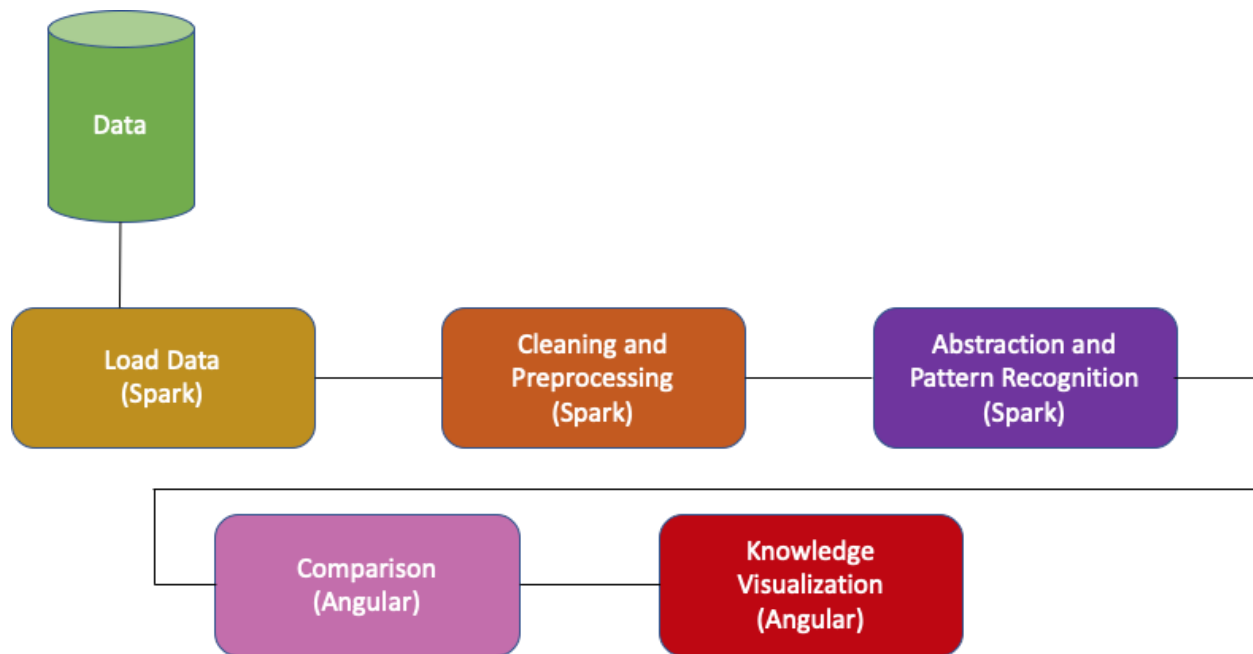 Data
Load Data
(Spark)
Cleaning and
Preprocessing
(Spark)
Abstraction and
Pattern Recognition
(Spark)
Comparison
(Angular)
Knowledge
Visualization
(Angular)